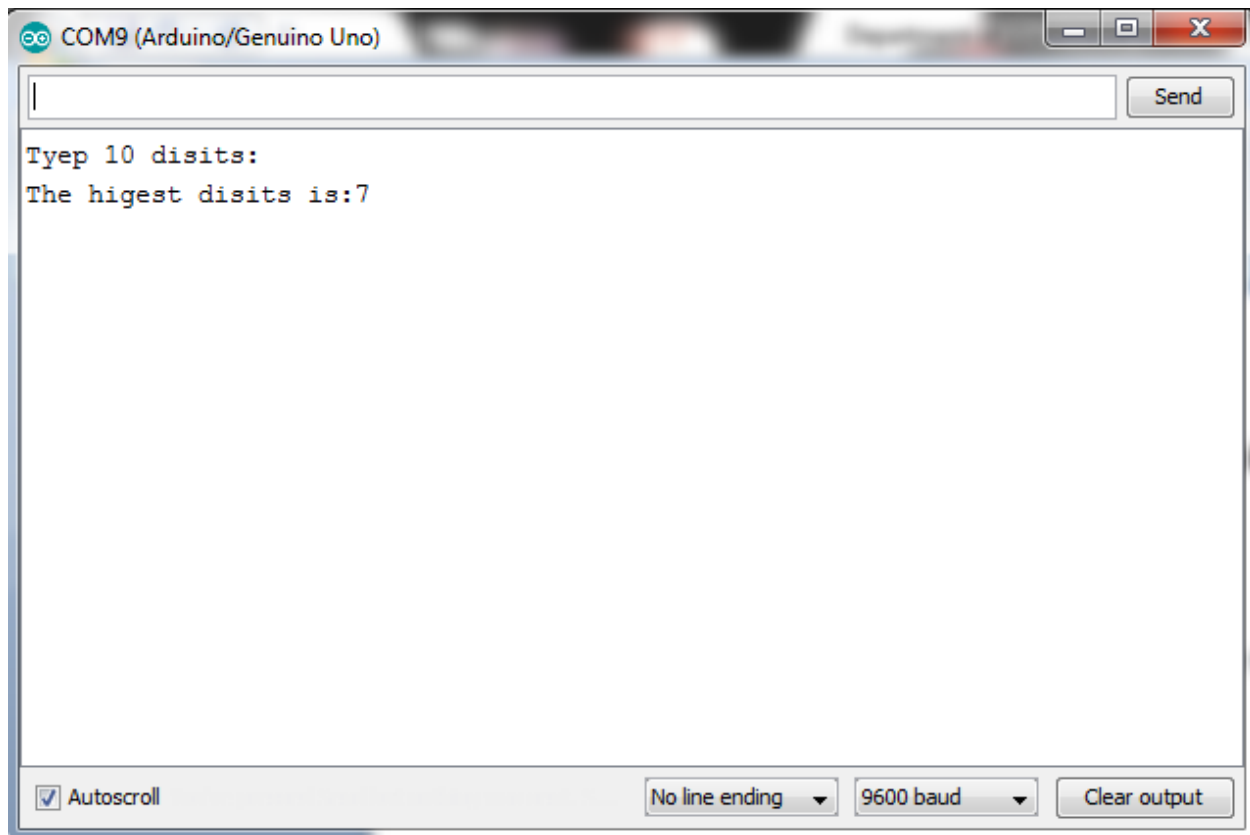 COM9 (Arduino/Genuino Uno)
Send
Tyep 10 disits:
The higest disits is:7
Autoscroll
No line ending
9600 baud
Clear output